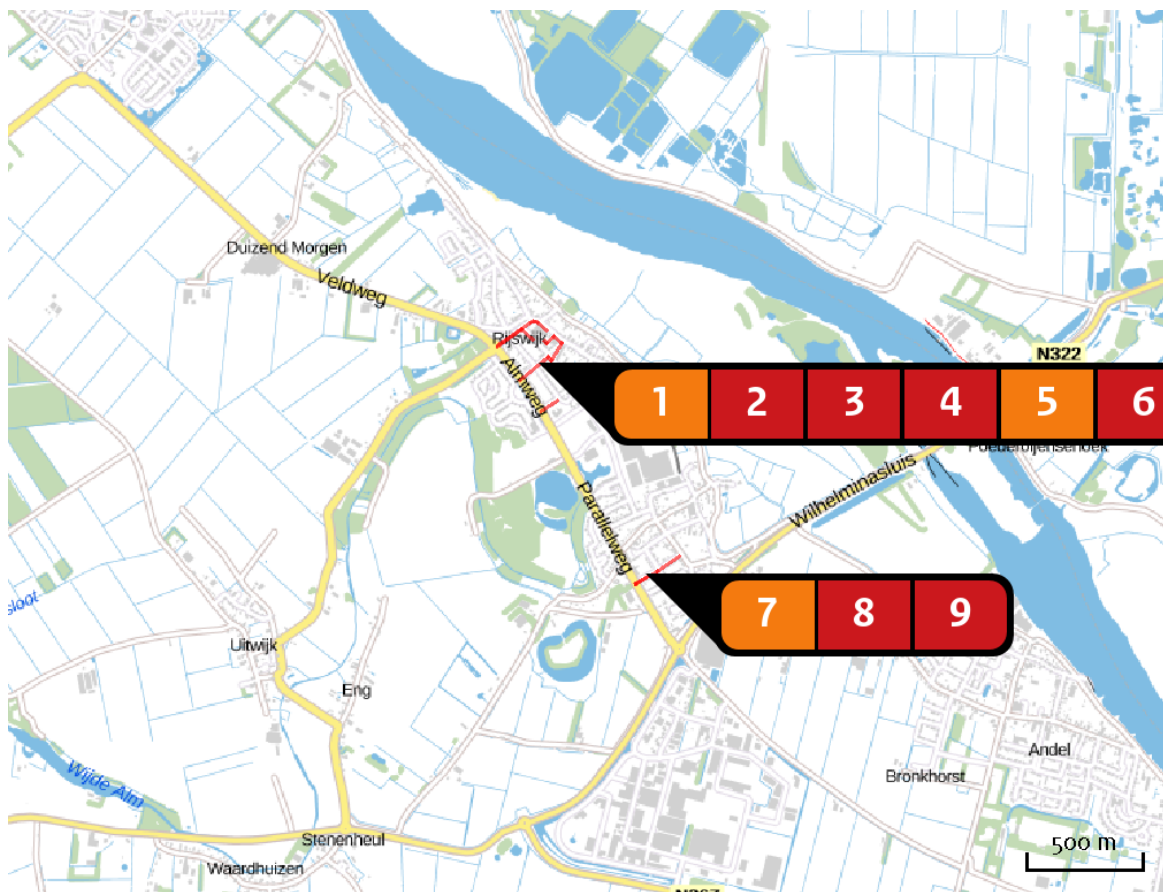 Duizend Morgen
Veldweg
Rijswijk
N322
Almweg
1 2 3 4 5 6
Wilhelminasluis
Parallelweg
7 8 9
Uitwijk
Eng
Andel
Bronkhorst
Wijde Alm
500 m
Stenenheul
Waardhuizen